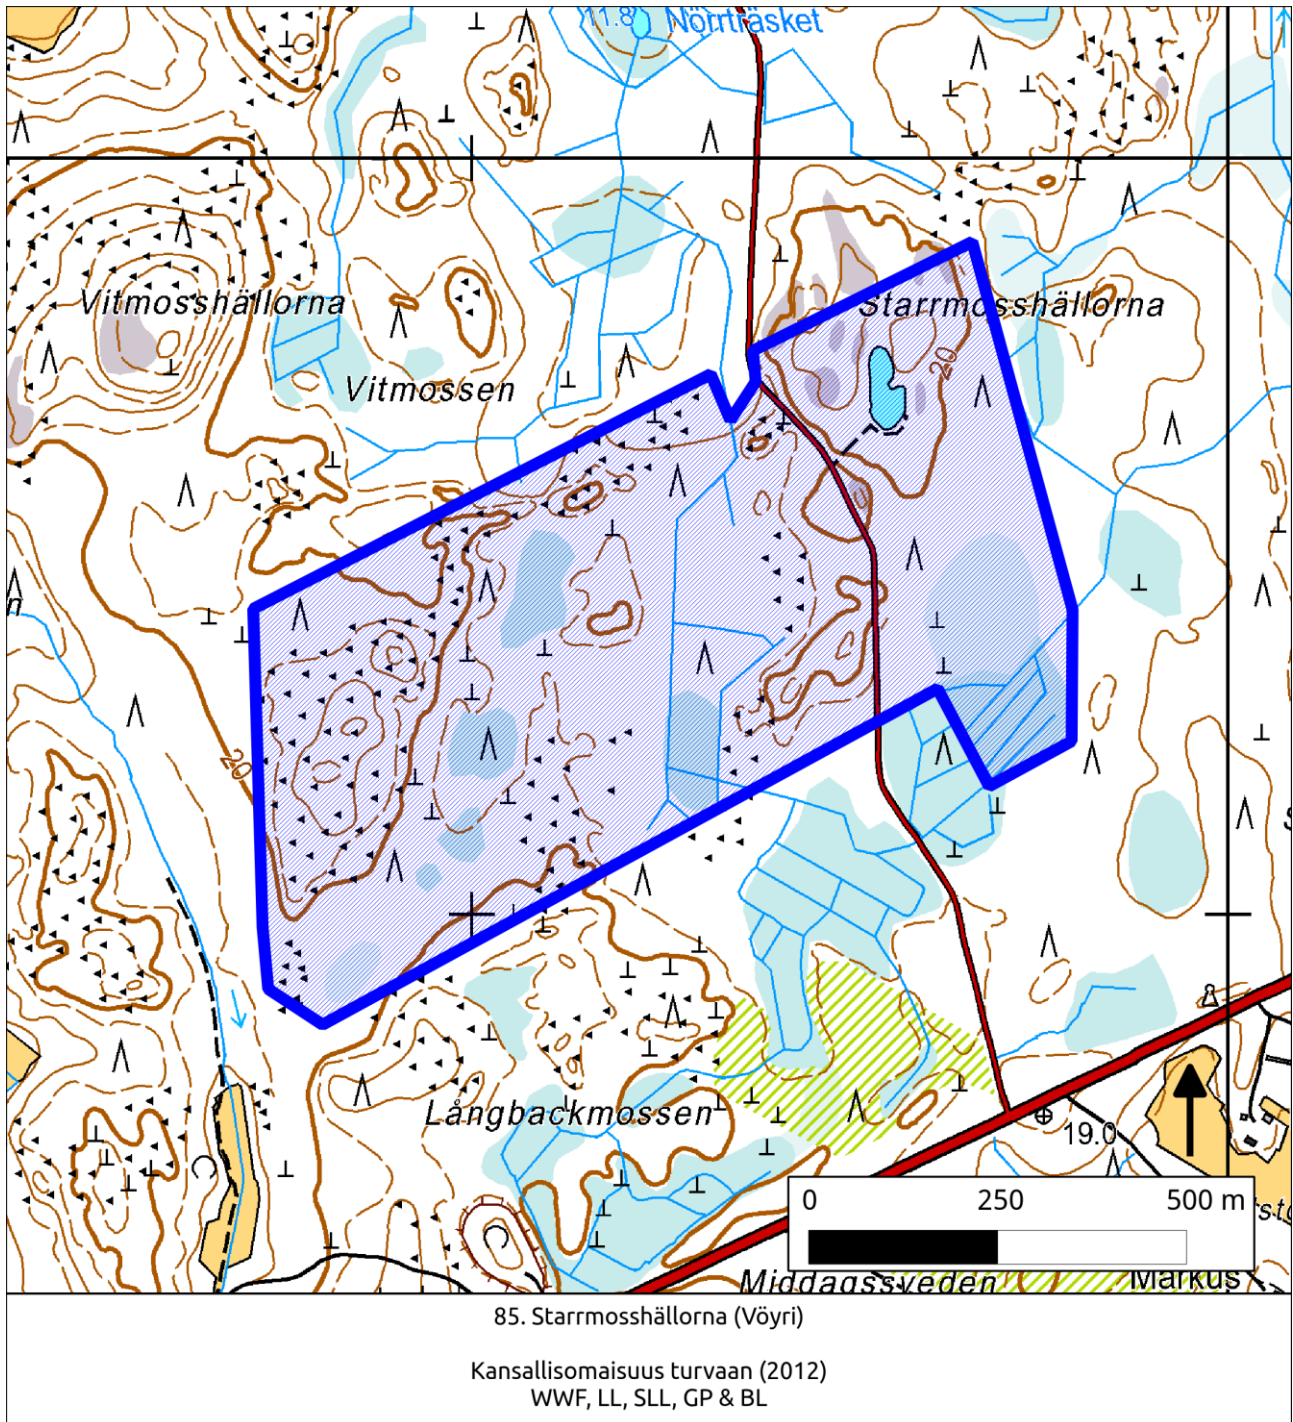 11.8
Norrträsket
Vitmosshällorna
Starrmosshällorna
20
Vitmossen
n
20
Långbackmossen
19.0
0 250 500 m
Middagssveden
Markus
85. Starrmosshällorna (Vöyri)
Kansallisomaisuus turvaan (2012)
WWF, LL, SLL, GP & BL